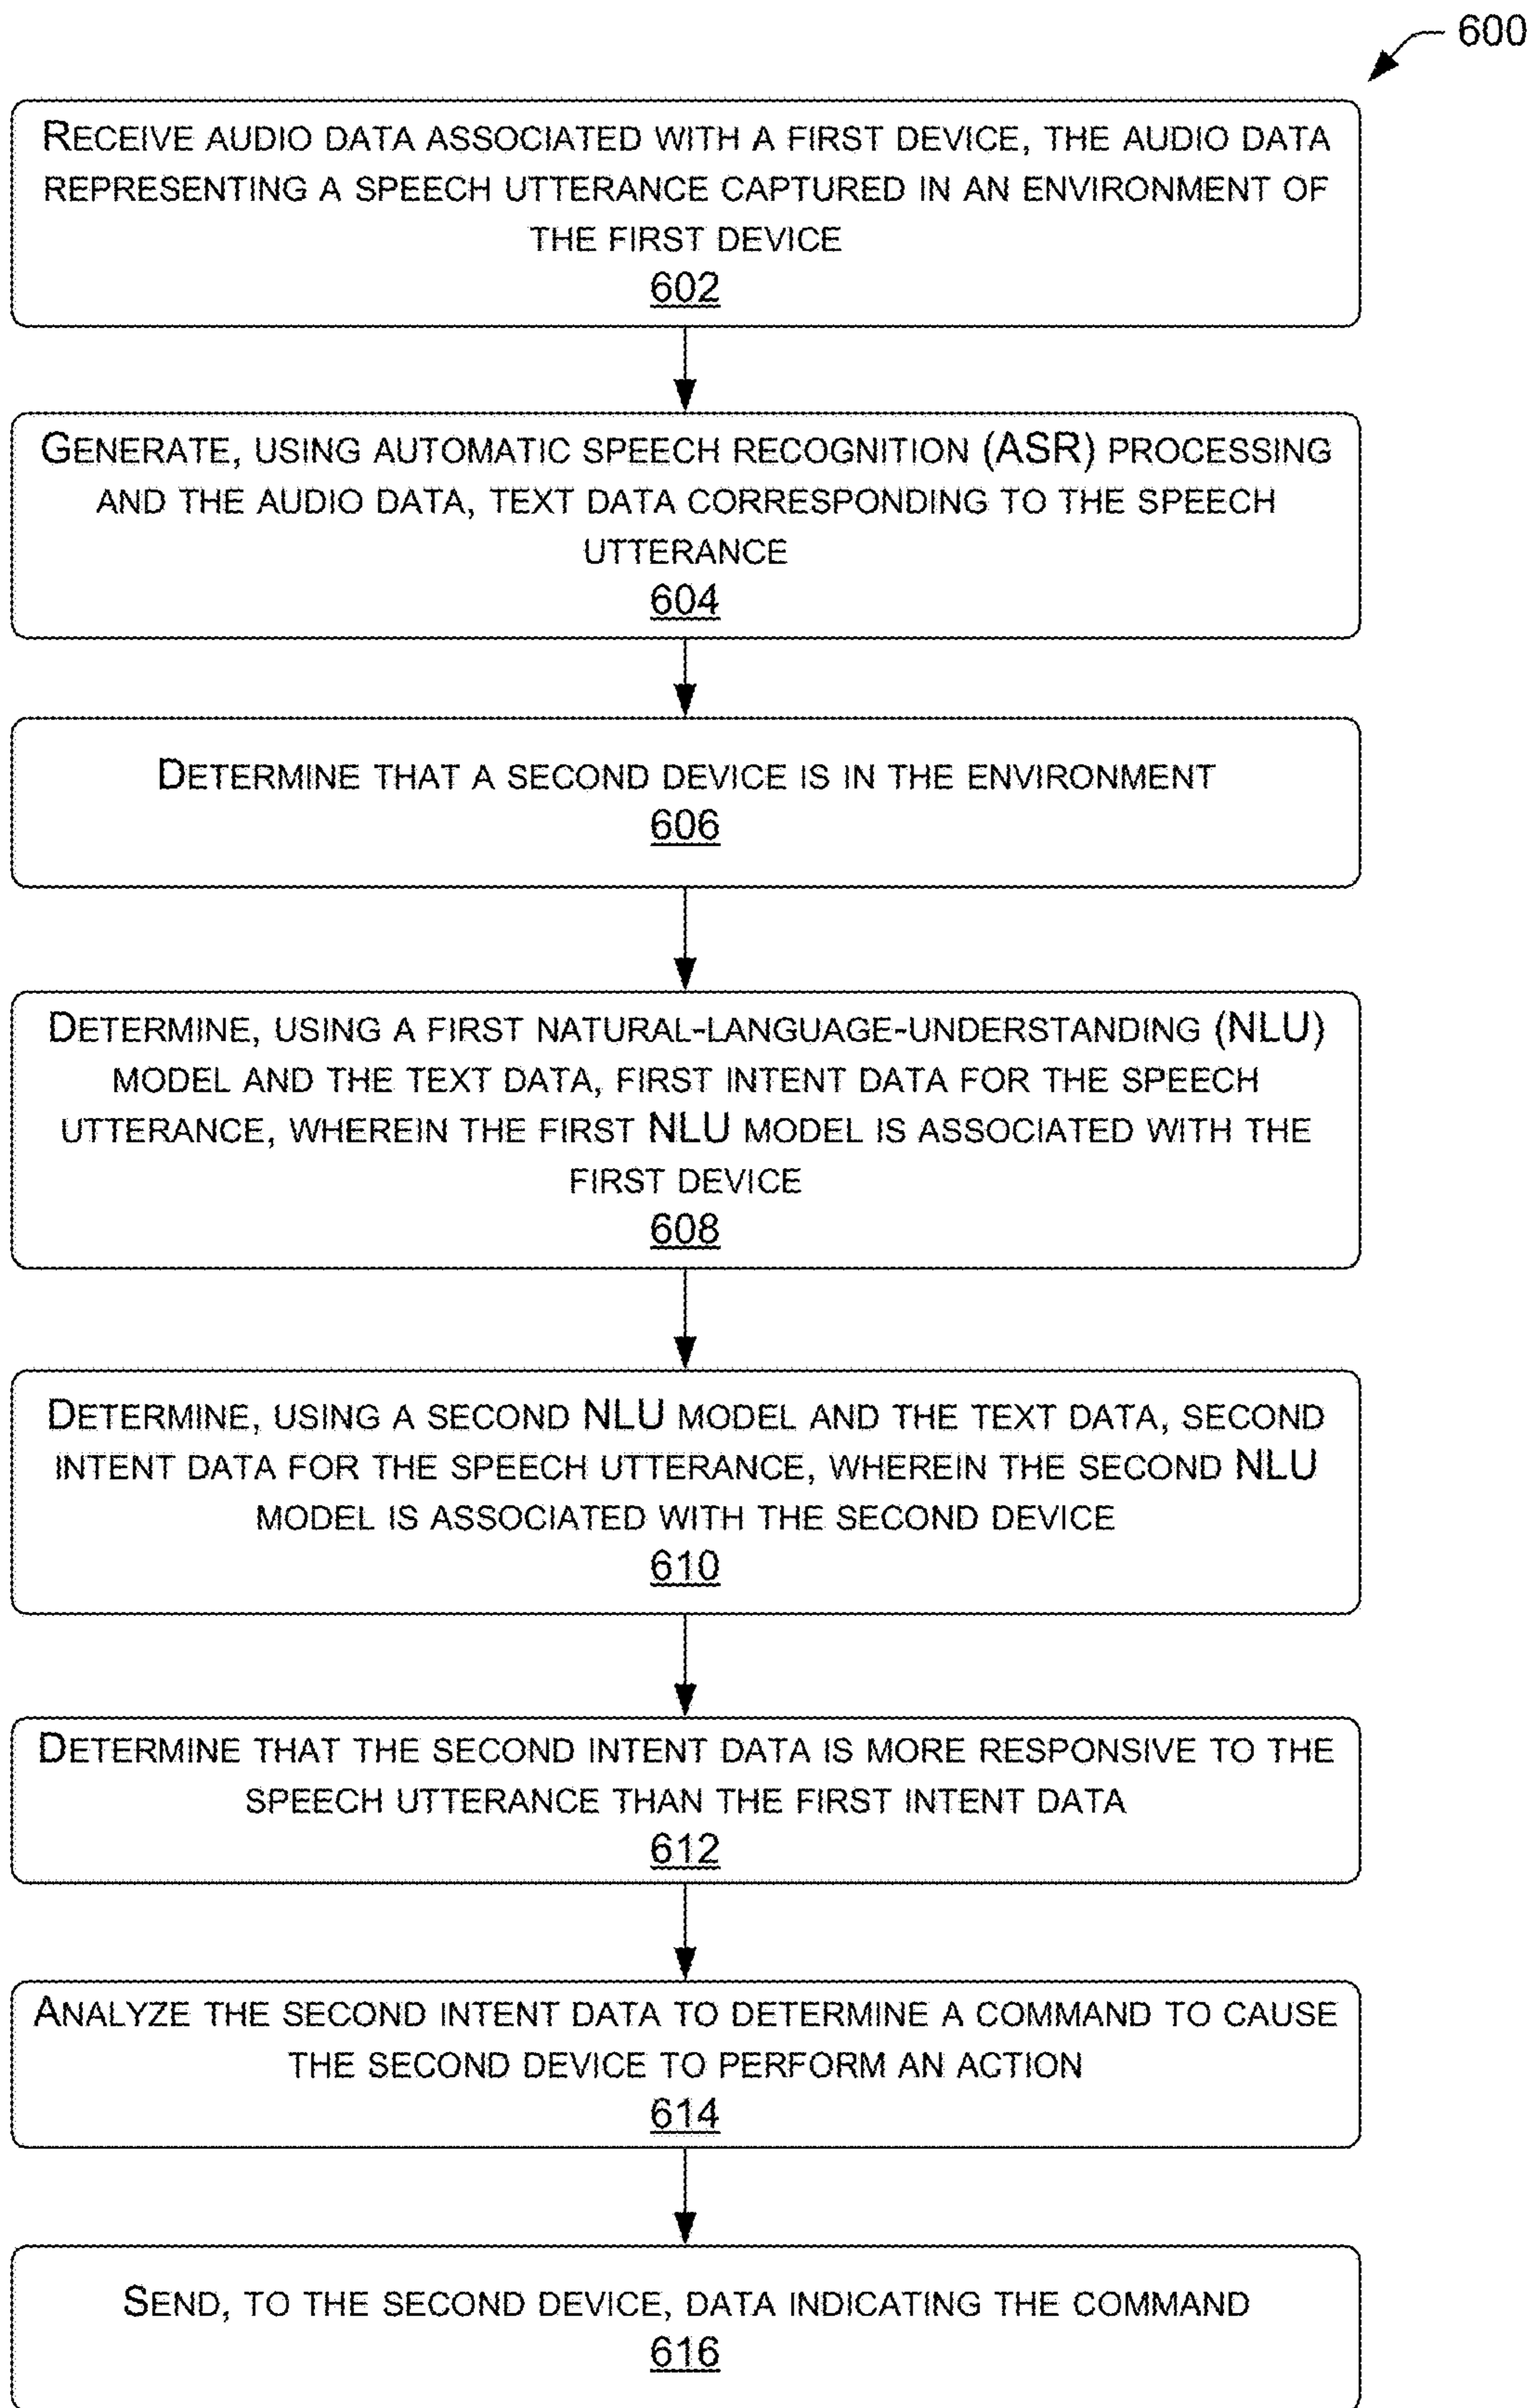 600
RECEIVE AUDIO DATA ASSOCIATED WITH A FIRST DEVICE, THE AUDIO DATA
REPRESENTING A SPEECH UTTERANCE CAPTURED IN AN ENVIRONMENT OF
THE FIRST DEVICE
602
GENERATE, USING AUTOMATIC SPEECH RECOGNITION (ASR) PROCESSING
AND THE AUDIO DATA, TEXT DATA CORRESPONDING TO THE SPEECH
UTTERANCE
604
DETERMINE THAT A SECOND DEVICE IS IN THE ENVIRONMENT
606
DETERMINE, USING A FIRST NATURAL-LANGUAGE-UNDERSTANDING (NLU)
MODEL AND THE TEXT DATA, FIRST INTENT DATA FOR THE SPEECH
UTTERANCE, WHEREIN THE FIRST NLU MODEL IS ASSOCIATED WITH THE
FIRST DEVICE
608
DETERMINE, USING A SECOND NLU MODEL AND THE TEXT DATA, SECOND
INTENT DATA FOR THE SPEECH UTTERANCE, WHEREIN THE SECOND NLU
MODEL IS ASSOCIATED WITH THE SECOND DEVICE
610
DETERMINE THAT THE SECOND INTENT DATA IS MORE RESPONSIVE TO THE
SPEECH UTTERANCE THAN THE FIRST INTENT DATA
612
ANALYZE THE SECOND INTENT DATA TO DETERMINE A COMMAND TO CAUSE
THE SECOND DEVICE TO PERFORM AN ACTION
614
SEND, TO THE SECOND DEVICE, DATA INDICATING THE COMMAND
616